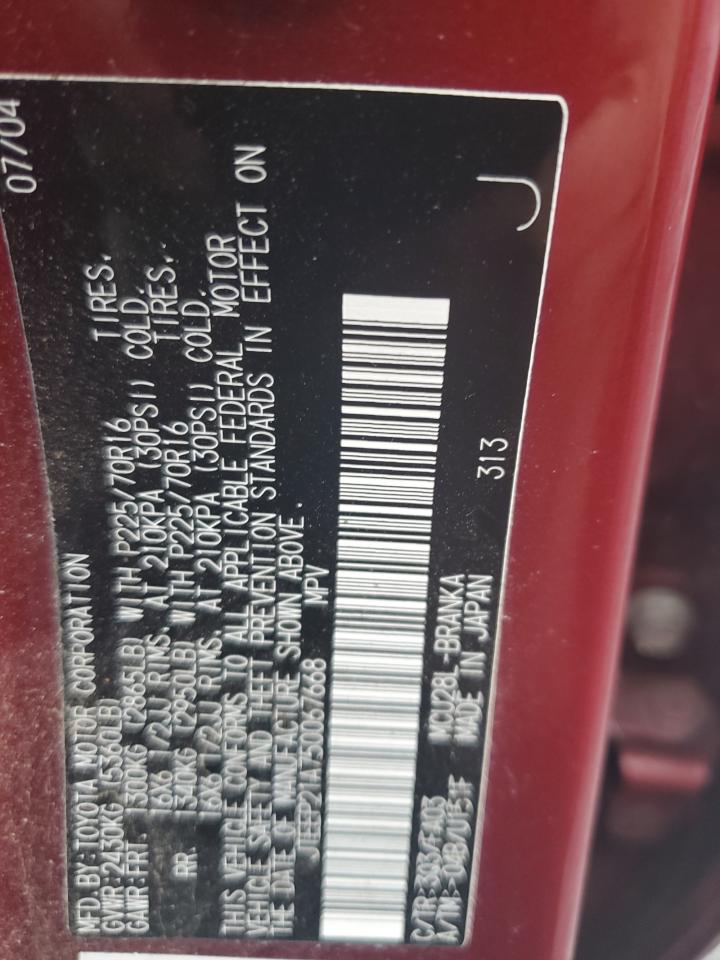 MFD. BY: TOYOTA MOTOR CORPORATION 07/04
GVWR: 2430KG (5360LB)
GAWR: FRT. 1300KG (2865LB) WITH P225/70R16 TIRES.
16X6 1/2JJ RIMS, AT 210KPA (30PSI) COLD.
RR. 1340KG (2950LB) WITH P225/70R16 TIRES.
16X6 1/2JJ RIMS, AT 210KPA (30PSI) COLD.
THIS VEHICLE CONFORMS TO ALL APPLICABLE FEDERAL MOTOR
VEHICLE SAFETY AND THEFT PREVENTION STANDARDS IN EFFECT ON
THE DATE OF MANUFACTURE SHOWN ABOVE.
MPV
C/TR: MCU28L-BRANKA 313
A/TM: MADE IN JAPAN
J